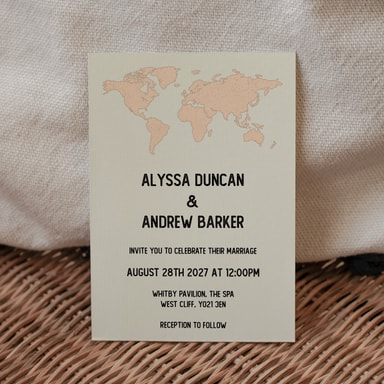 ALYSSA DUNCAN
&
ANDREW BARKER
INVITE YOU TO CELEBRATE THEIR MARRIAGE
AUGUST 28TH 2027 AT 12:00PM
WHITBY PAVILION, THE SPA
WEST CLIFF, YO21 3EN
RECEPTION TO FOLLOW